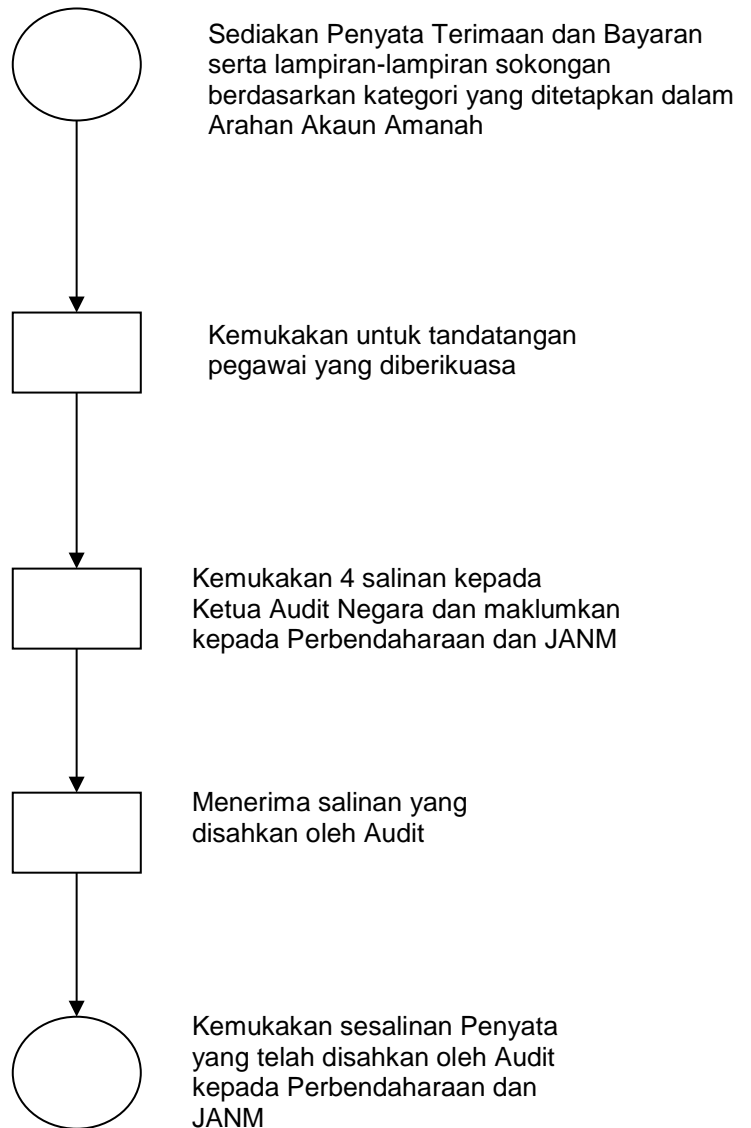 Sediakan Penyata Terimaan dan Bayaran
serta lampiran-lampiran sokongan
berdasarkan kategori yang ditetapkan dalam
Arahan Akaun Amanah
Kemukakan untuk tandatangan
pegawai yang diberikuasa
Kemukakan 4 salinan kepada
Ketua Audit Negara dan maklumkan
kepada Perbendaharaan dan JANM
Menerima salinan yang
disahkan oleh Audit
Kemukakan sesalinan Penyata
yang telah disahkan oleh Audit
kepada Perbendaharaan dan
JANM